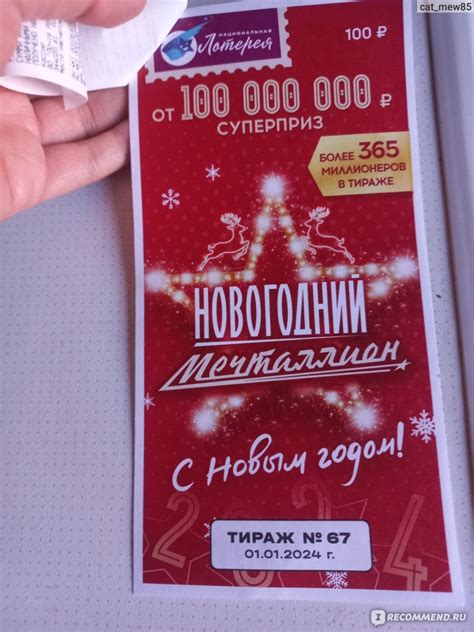 cat_mew85
НАЦИОНАЛЬНАЯ
Лотерея
100 ₽
ОТ 100 000 000 ₽
СУПЕРПРИЗ
БОЛЕЕ 365
МИЛЛИОНЕРОВ
В ТИРАЖЕ
НОВОГОДНИЙ
Мечталлион
С Новым годом!
2024
ТИРАЖ № 67
01.01.2024 г.
IRECOMMEND.RU